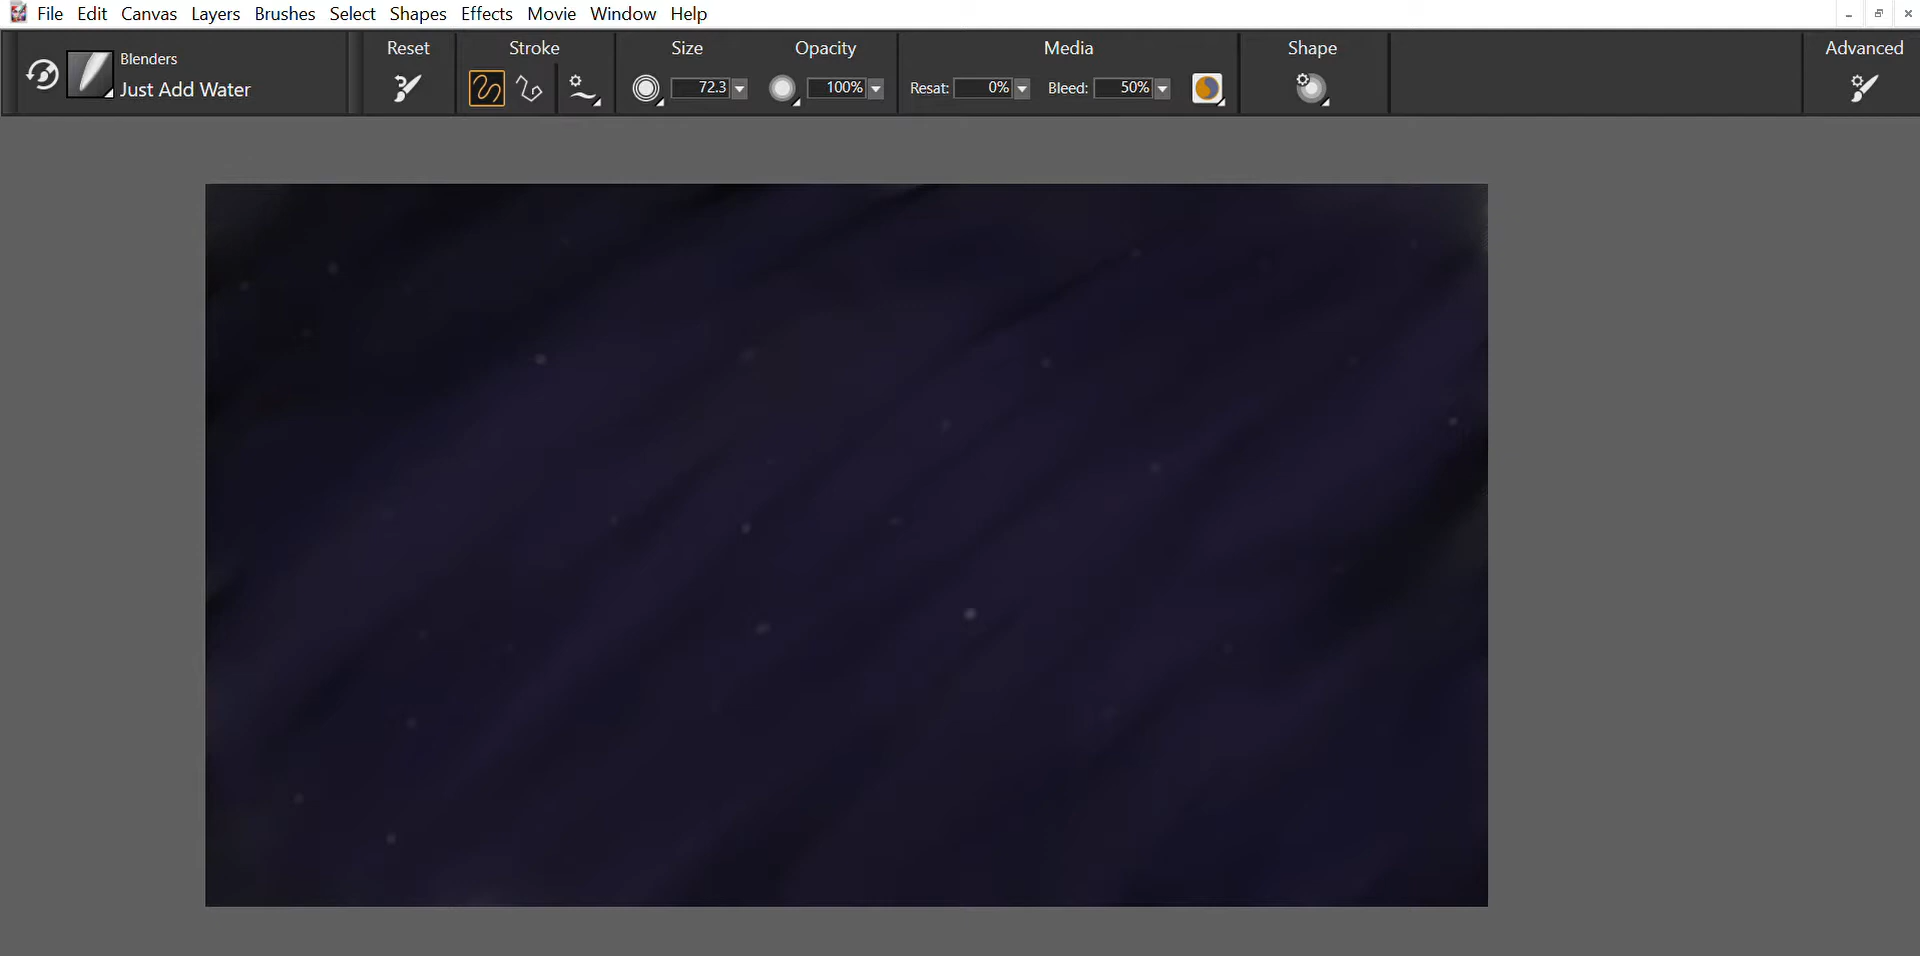 File Edit Canvas Layers Brushes Select Shapes Effects Movie Window Help
Blenders
Just Add Water
Reset Stroke Size Opacity Media Shape Advanced
72.3 100% Resat: 0% Bleed: 50%